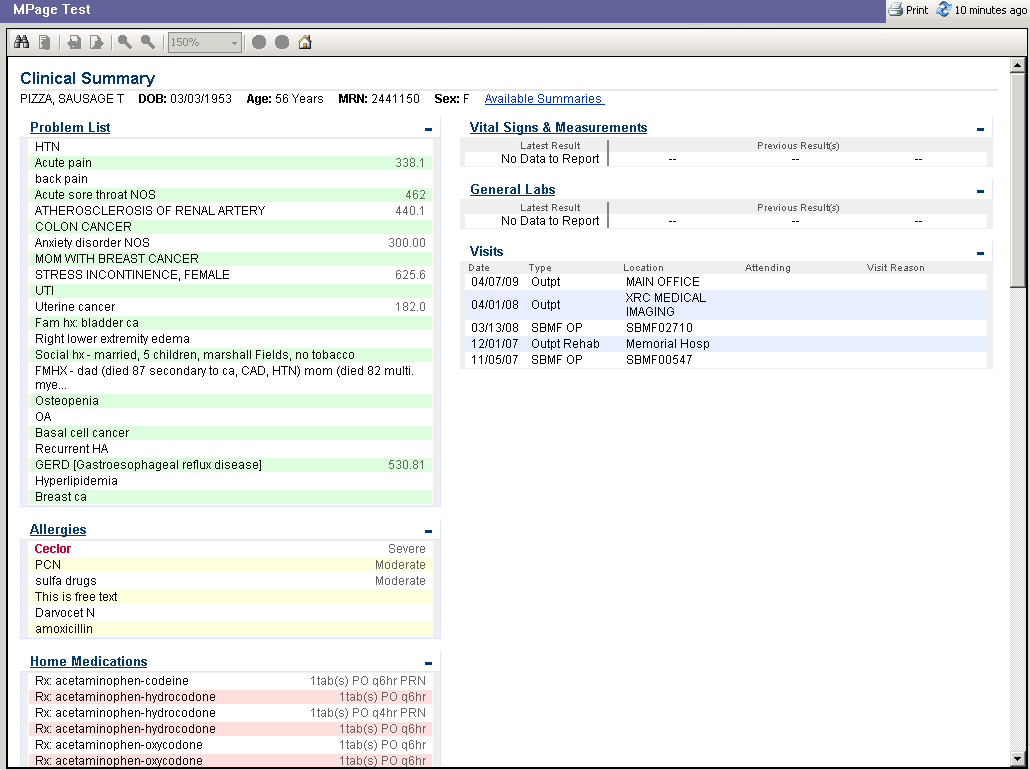 MPage Test
Print 10 minutes ago
150%
Clinical Summary
PIZZA, SAUSAGE T DOB: 03/03/1953 Age: 56 Years MRN: 2441150 Sex: F Available Summaries
Problem List
HTN
Acute pain 338.1
back pain
Acute sore throat NOS 462
ATHEROSCLEROSIS OF RENAL ARTERY 440.1
COLON CANCER
Anxiety disorder NOS 300.00
MOM WITH BREAST CANCER
STRESS INCONTINENCE, FEMALE 625.6
UTI
Uterine cancer 182.0
Fam hx: bladder ca
Right lower extremity edema
Social hx - married, 5 children, marshall Fields, no tobacco
FMHX - dad (died 87 secondary to ca, CAD, HTN) mom (died 82 multi.
mye...
Osteopenia
OA
Basal cell cancer
Recurrent HA
GERD [Gastroesophageal reflux disease] 530.81
Hyperlipidemia
Breast ca
Allergies
Ceclor Severe
PCN Moderate
sulfa drugs Moderate
This is free text
Darvocet N
amoxicillin
Home Medications
Rx: acetaminophen-codeine 1tab(s) PO q6hr PRN
Rx: acetaminophen-hydrocodone 1tab(s) PO q6hr
Rx: acetaminophen-hydrocodone 1tab(s) PO q4hr PRN
Rx: acetaminophen-hydrocodone 1tab(s) PO q6hr
Rx: acetaminophen-oxycodone 1tab(s) PO q6hr
Rx: acetaminophen-oxycodone 1tab(s) PO q6hr
Vital Signs & Measurements
Latest Result Previous Result(s)
No Data to Report -- -- --
General Labs
Latest Result Previous Result(s)
No Data to Report -- -- --
Visits
Date Type Location Attending Visit Reason
04/07/09 Outpt MAIN OFFICE
04/01/08 Outpt XRC MEDICAL
IMAGING
03/13/08 SBMF OP SBMF02710
12/01/07 Outpt Rehab Memorial Hosp
11/05/07 SBMF OP SBMF00547